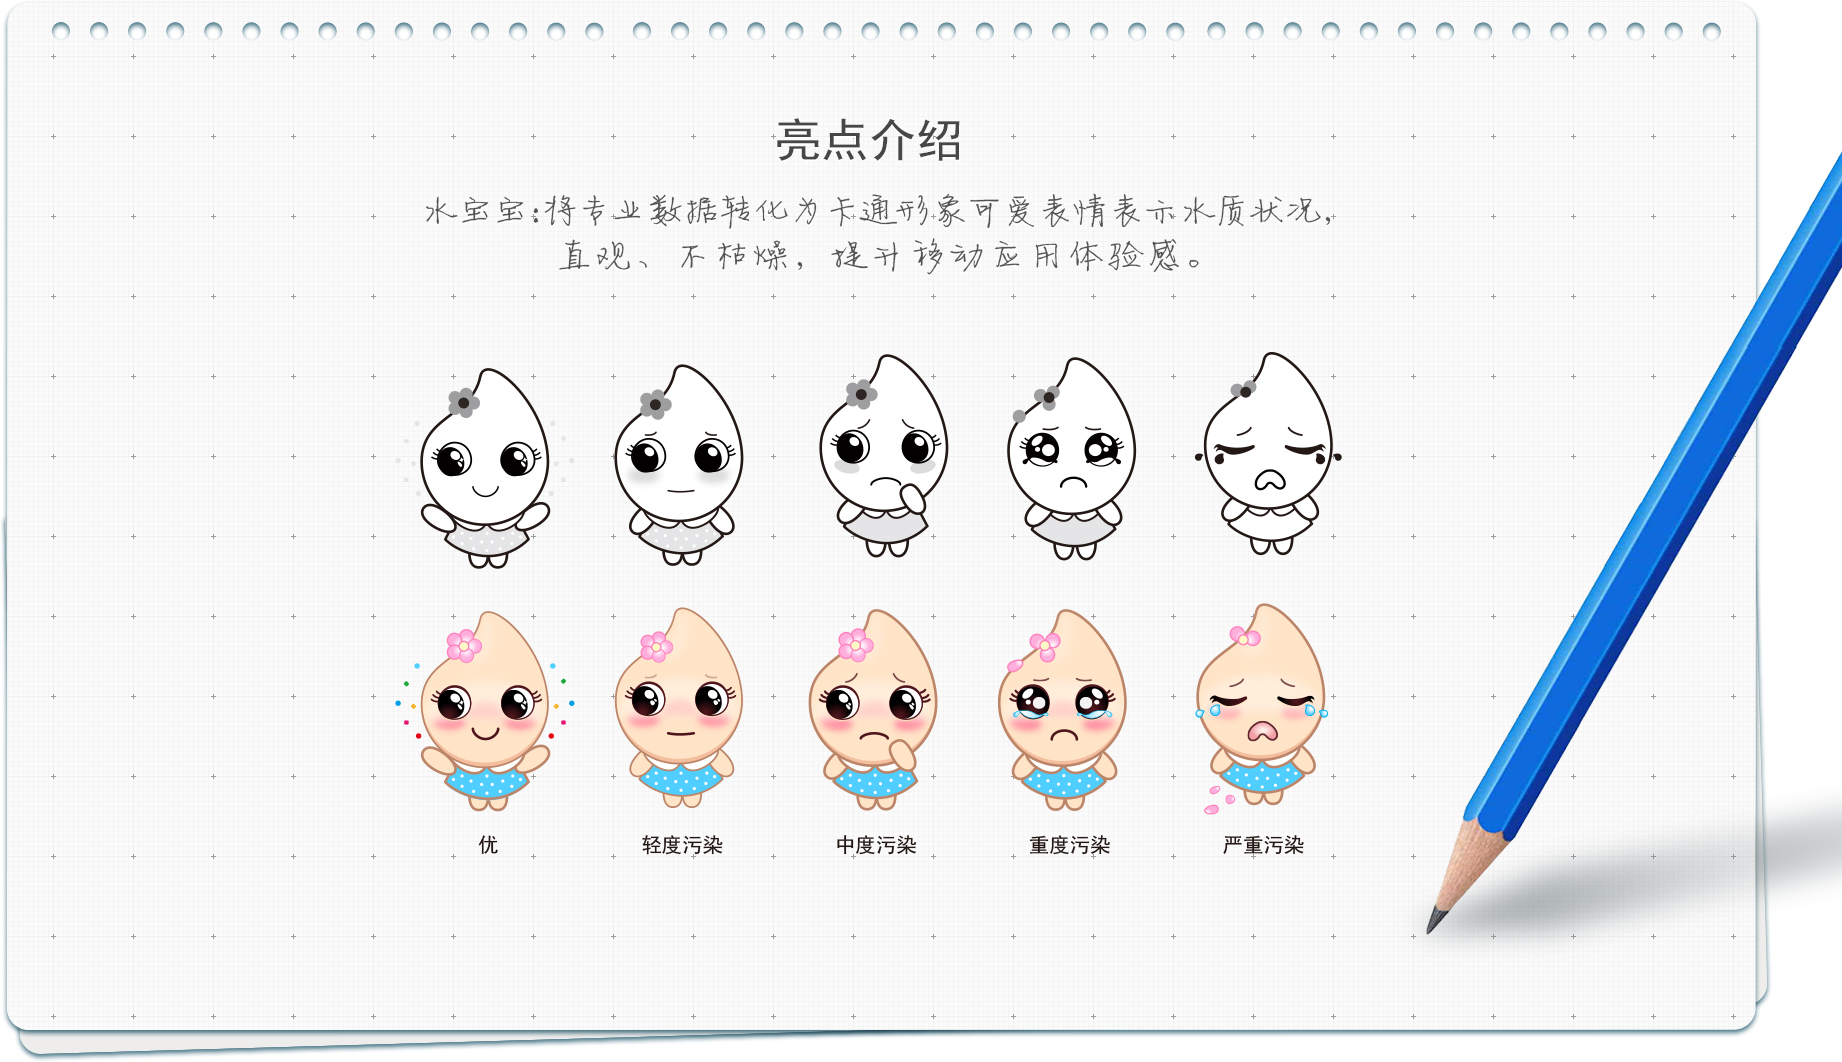 亮点介绍
水宝宝:将专业数据转化为卡通形象可爱表情表示水质状况,
直观、不枯燥，提升移动应用体验感。
优
轻度污染
中度污染
重度污染
严重污染